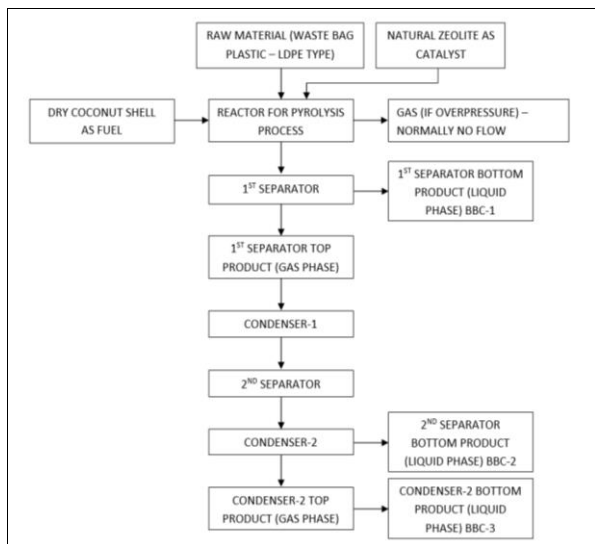 RAW MATERIAL (WASTE BAG
PLASTIC – LDPE TYPE)
NATURAL ZEOLITE AS
CATALYST
DRY COCONUT SHELL
AS FUEL
REACTOR FOR PYROLYSIS
PROCESS
GAS (IF OVERPRESSURE) –
NORMALLY NO FLOW
1ST SEPARATOR
1ST SEPARATOR BOTTOM
PRODUCT (LIQUID
PHASE) BBC-1
1ST SEPARATOR TOP
PRODUCT (GAS PHASE)
CONDENSER-1
2ND SEPARATOR
CONDENSER-2
2ND SEPARATOR
BOTTOM PRODUCT
(LIQUID PHASE) BBC-2
CONDENSER-2 TOP
PRODUCT (GAS PHASE)
CONDENSER-2 BOTTOM
PRODUCT (LIQUID
PHASE) BBC-3